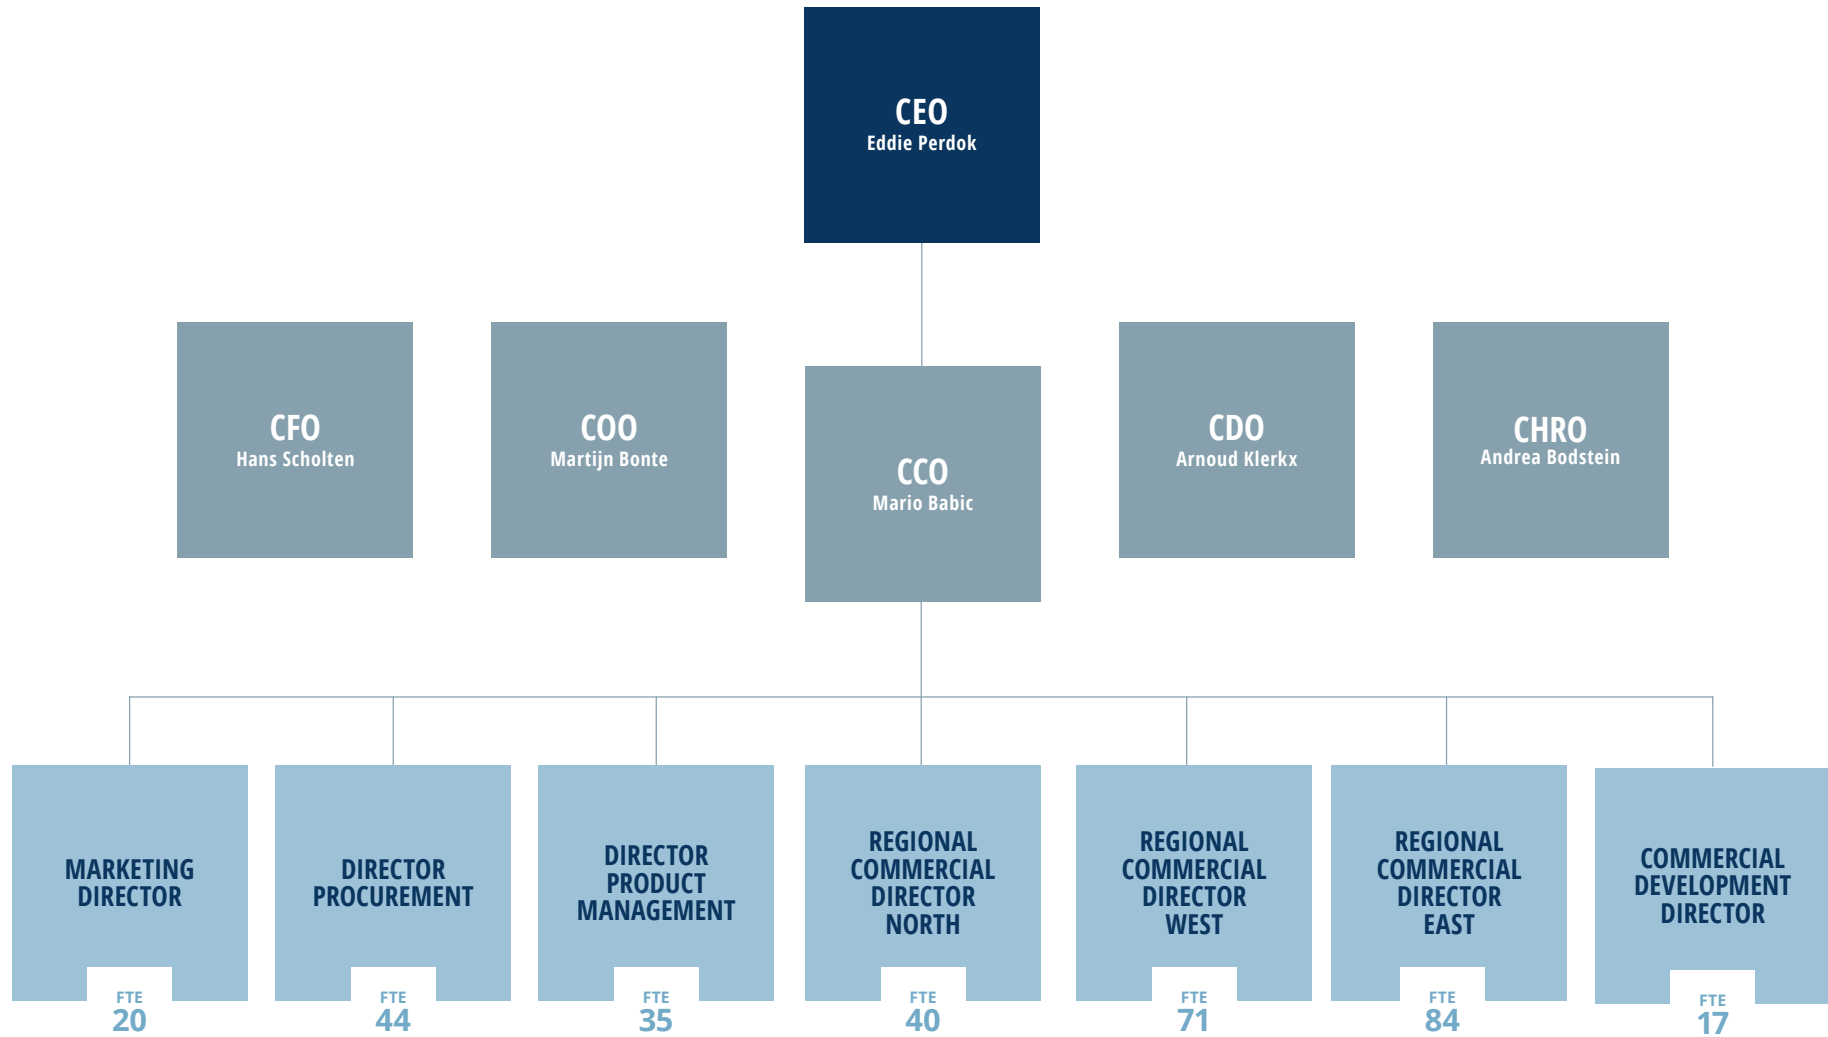 CEO
Eddie Perdok
CFO
Hans Scholten
COO
Martijn Bonte
CCO
Mario Babic
CDO
Arnoud Klerkx
CHRO
Andrea Bodstein
MARKETING
DIRECTOR
FTE
20
DIRECTOR
PROCUREMENT
FTE
44
DIRECTOR
PRODUCT
MANAGEMENT
FTE
35
REGIONAL
COMMERCIAL
DIRECTOR
NORTH
FTE
40
REGIONAL
COMMERCIAL
DIRECTOR
WEST
FTE
71
REGIONAL
COMMERCIAL
DIRECTOR
EAST
FTE
84
COMMERCIAL
DEVELOPMENT
DIRECTOR
FTE
17